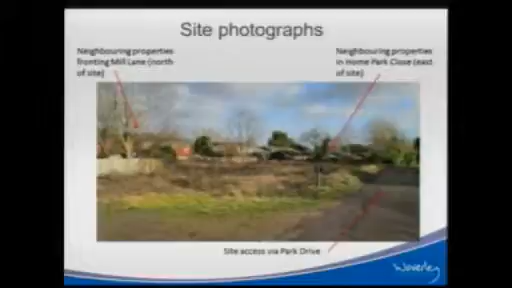 Site photographs
Neighbouring properties
fronting Mill Lane (north
of site)
Neighbouring properties
in Home Park Close (east
of site)
Site access via Park Drive
Waverley